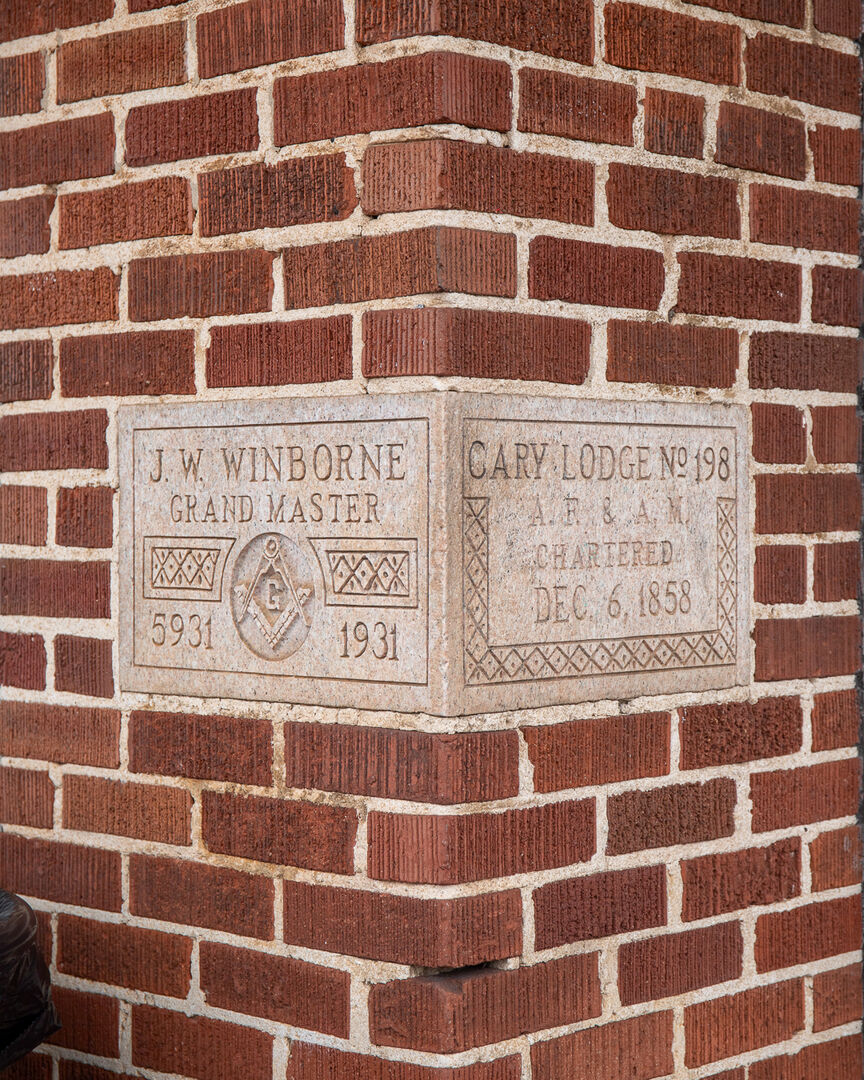 J. W. WINBORNE
GRAND MASTER
G
5931 1931
CARY LODGE Nº 198
A. F. & A. M.
CHARTERED
DEC. 6, 1858